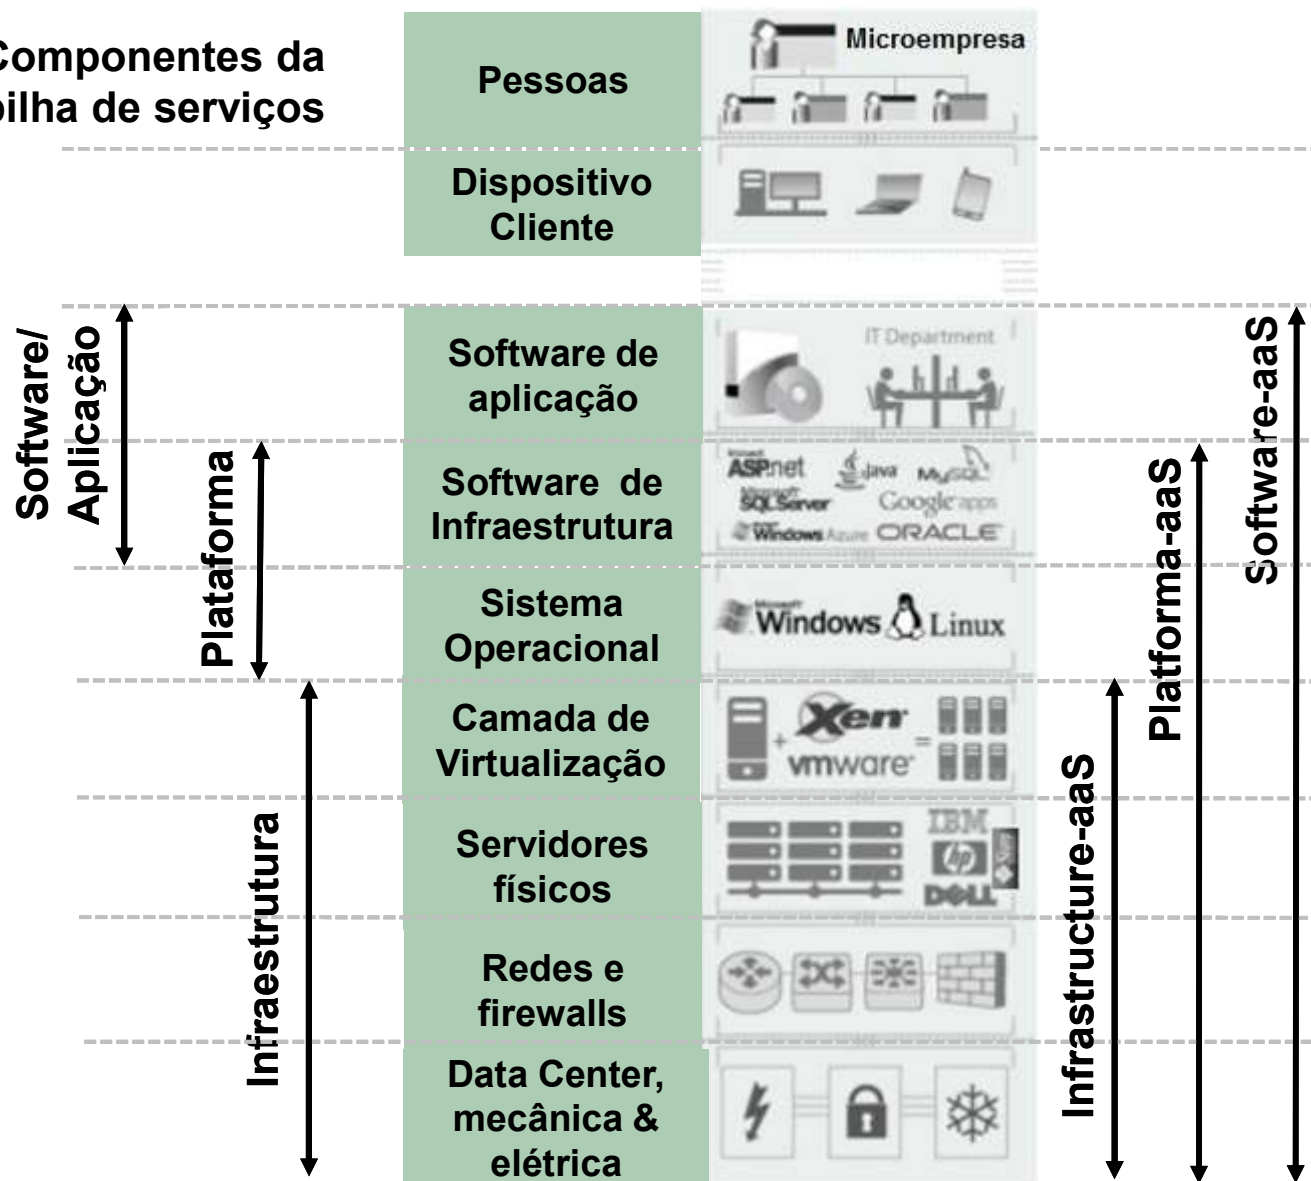 Componentes da
pilha de serviços
Pessoas
Microempresa
Dispositivo
Cliente
Software/
Aplicação
Software de
aplicação
IT Department
Software-aaS
Plataforma
Software de
Infraestrutura
ASP.net
Java
MySQL
Microsoft
SQL Server
Google apps
Windows Azure
ORACLE
Platforma-aaS
Sistema
Operacional
Microsoft
Windows
Linux
Infraestrutura
Camada de
Virtualização
+
Xen
vmware
=
Infrastructure-aaS
Servidores
físicos
IBM
hp
DELL
Redes e
firewalls
Data Center,
mecânica &
elétrica